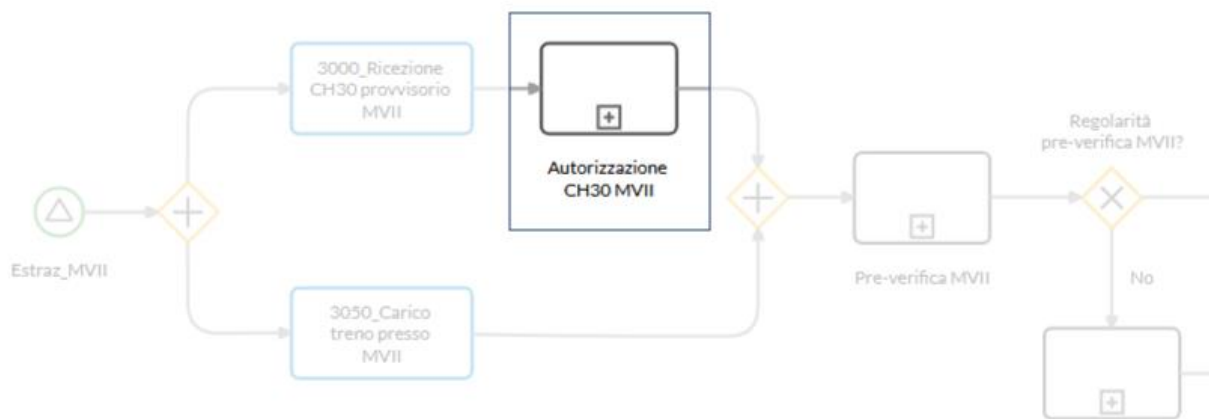 3000_Ricezione
CH30 provvisorio
MVII
Autorizzazione
CH30 MVII
Regolarità
pre-verifica MVII?
Estraz_MVII
Pre-verifica MVII
No
3050_Carico
treno presso
MVII